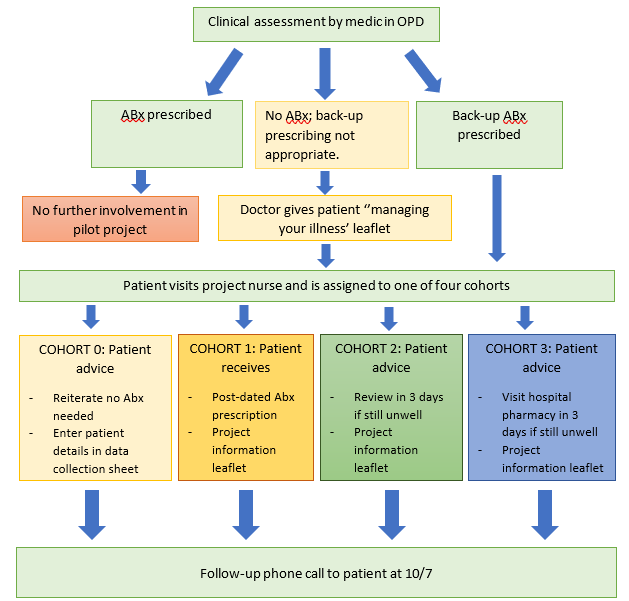 Clinical assessment by medic in OPD
ABx prescribed
No ABx; back-up
prescribing not
appropriate.
Back-up ABx
prescribed
No further involvement in
pilot project
Doctor gives patient ‘’managing
your illness’ leaflet
Patient visits project nurse and is assigned to one of four cohorts
COHORT 0: Patient
advice
- Reiterate no Abx
needed
- Enter patient
details in data
collection sheet
COHORT 1: Patient
receives
- Post-dated Abx
prescription
- Project
information
leaflet
COHORT 2: Patient
advice
- Review in 3 days
if still unwell
- Project
information
leaflet
COHORT 3: Patient
advice
- Visit hospital
pharmacy in 3
days if still unwell
- Project
information leaflet
Follow-up phone call to patient at 10/7